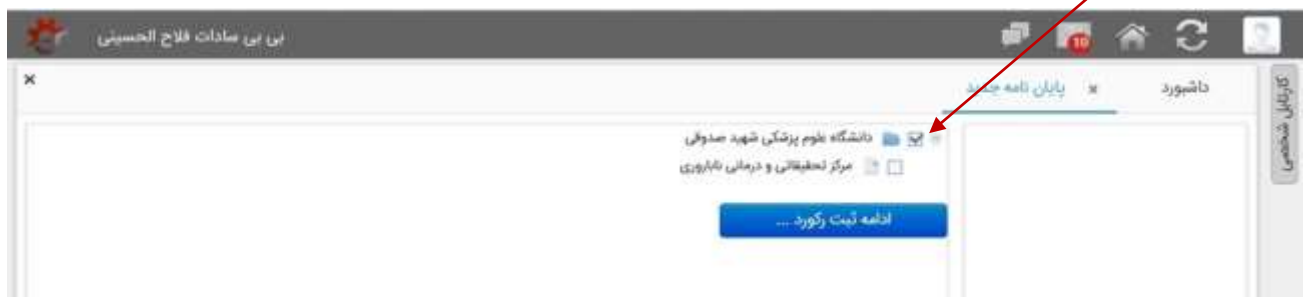 بی بی سادات فلاح الحسینی
10
کارتابل شخصی
داشبورد
پایان نامه جدید
دانشگاه علوم پزشکی شهید صدوقی
مرکز تحقیقاتی و درمانی ناباروری
ادامه ثبت رکورد ...